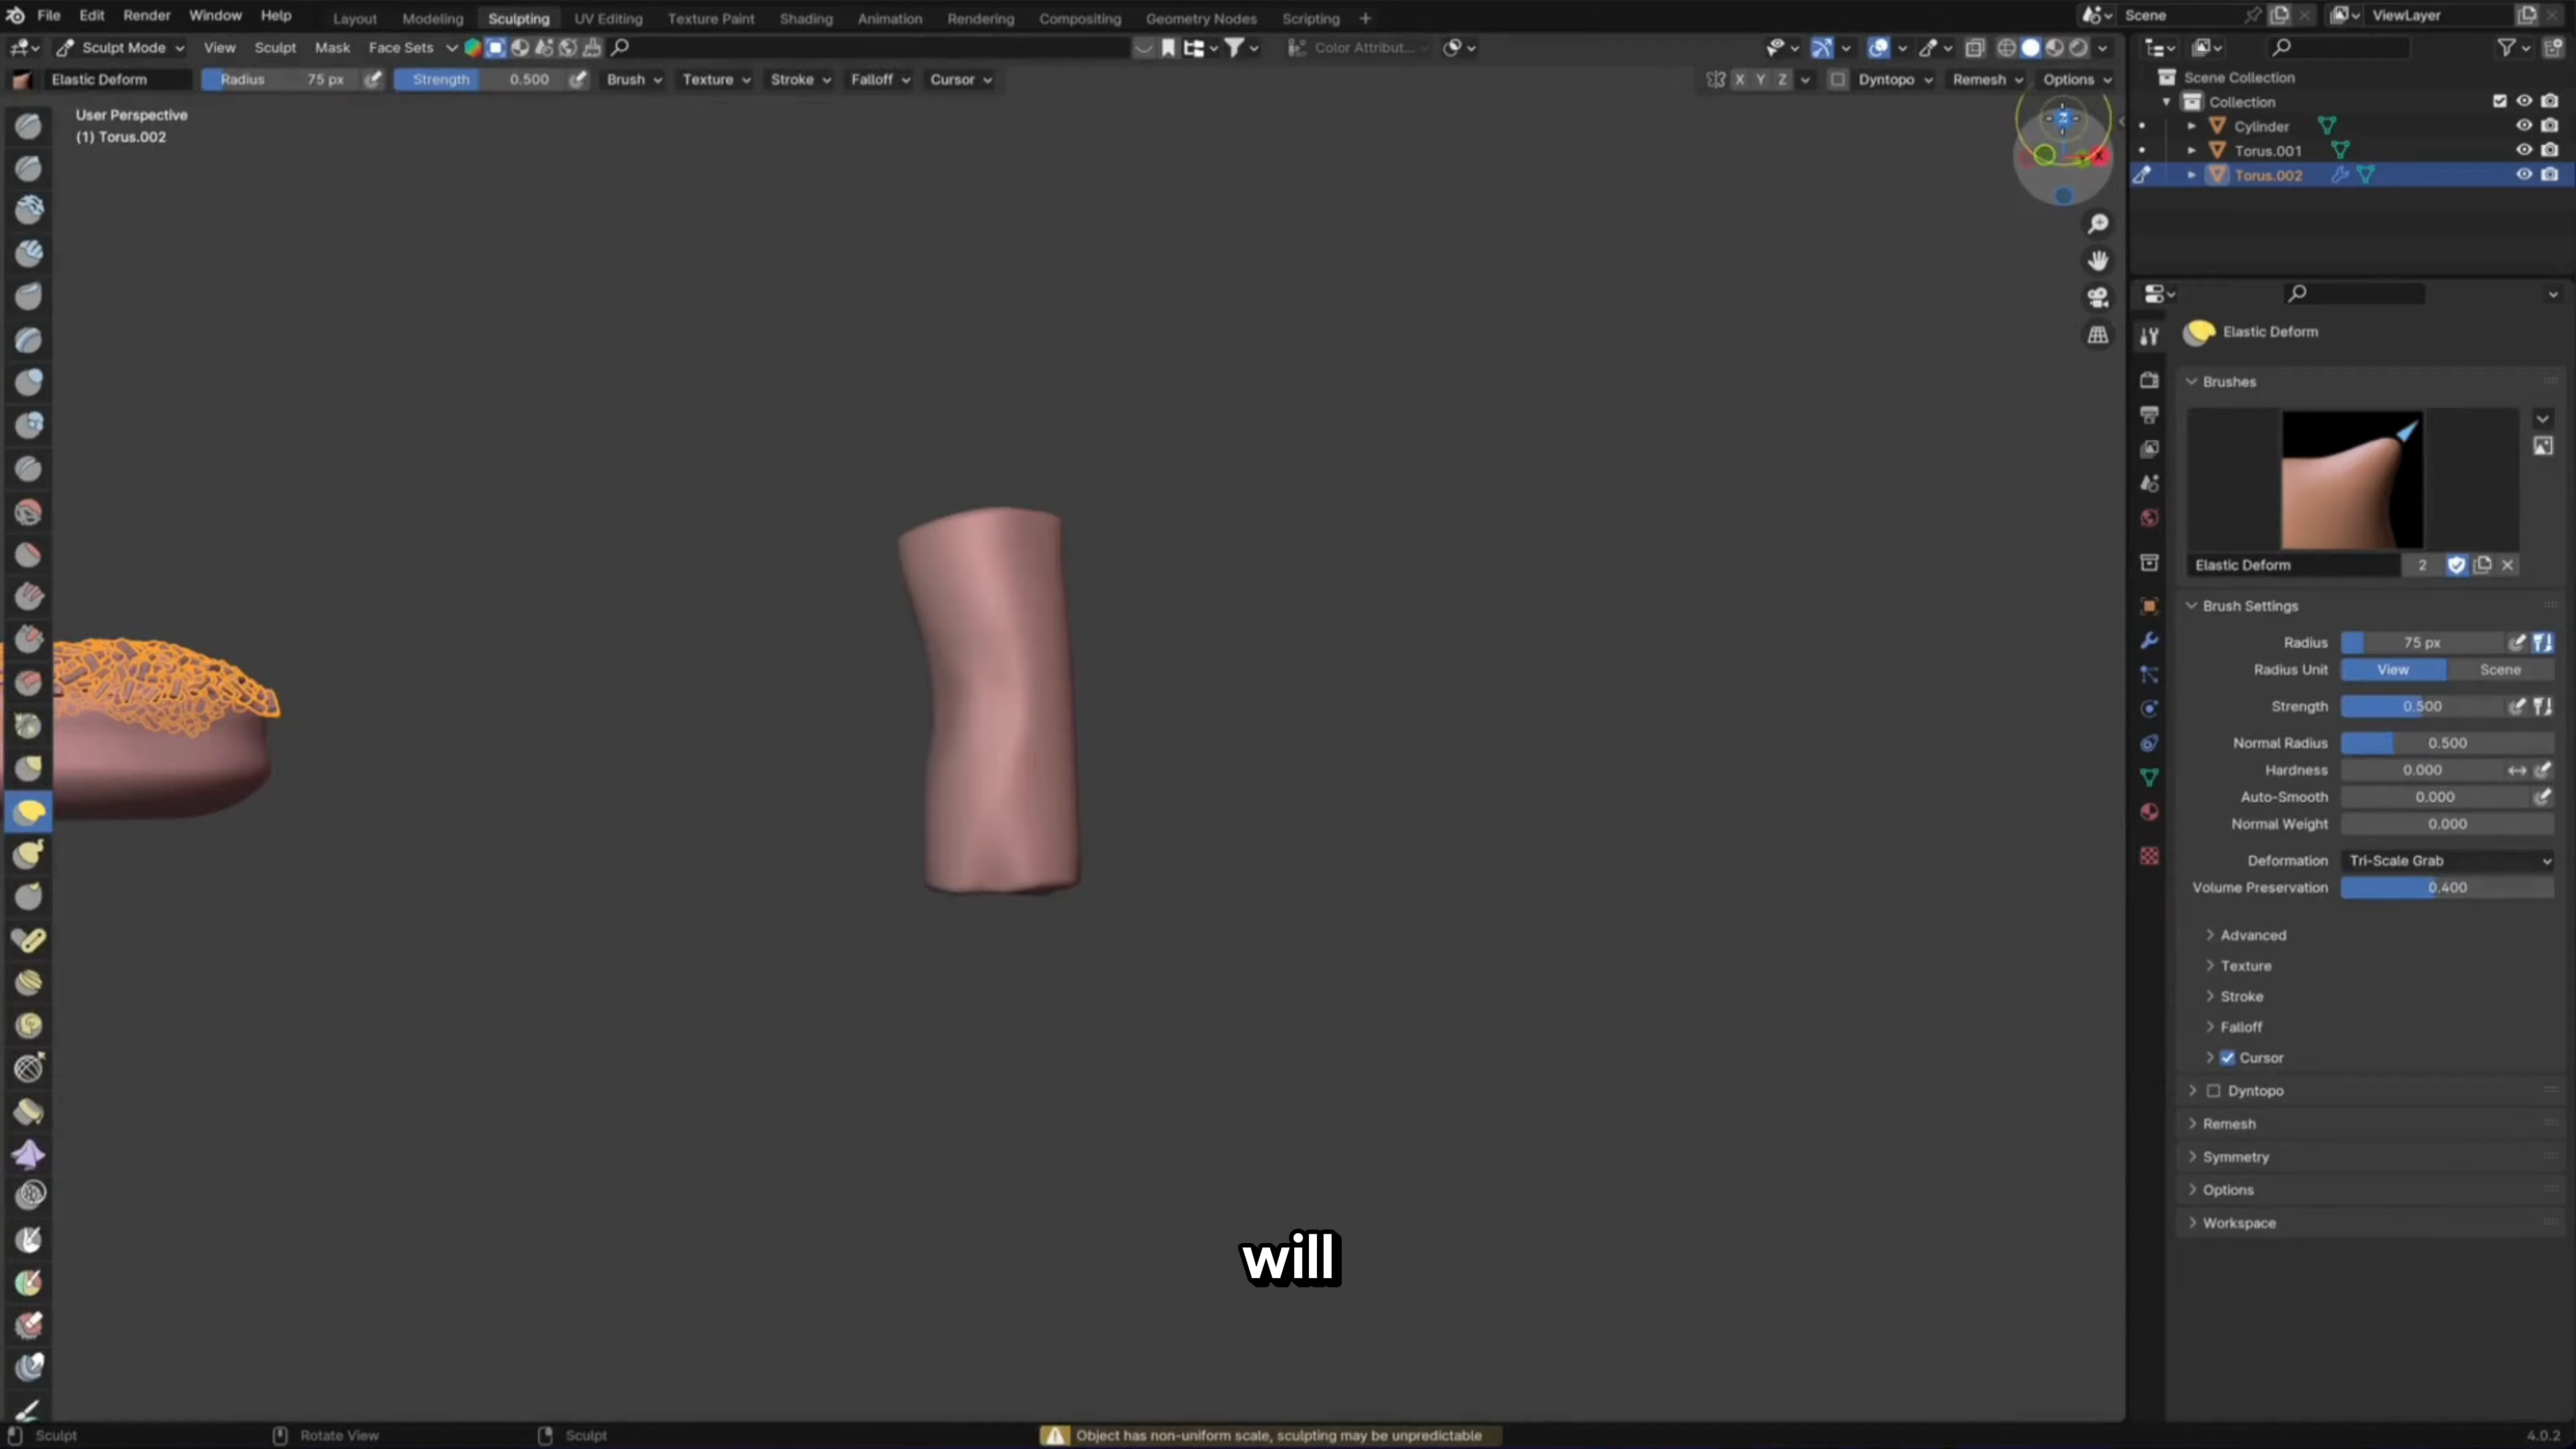 File Edit Render Window Help Layout Modeling Sculpting UV Editing Texture Paint Shading Animation Rendering Compositing Geometry Nodes Scripting + Scene ViewLayer
Sculpt Mode View Sculpt Mask Face Sets Color Attribut...
Elastic Deform Radius 75 px Strength 0.500 Brush Texture Stroke Falloff Cursor X Y Z Dyntopo Remesh Options
User Perspective
(1) Torus.002
Z
X
Scene Collection
Collection
Cylinder
Torus.001
Torus.002
Elastic Deform
Brushes
Elastic Deform 2
Brush Settings
Radius 75 px
Radius Unit View Scene
Strength 0.500
Normal Radius 0.500
Hardness 0.000
Auto-Smooth 0.000
Normal Weight 0.000
Deformation Tri-Scale Grab
Volume Preservation 0.400
Advanced
Texture
Stroke
Falloff
Cursor
Dyntopo
Remesh
Symmetry
Options
Workspace
will
Sculpt Rotate View Sculpt Object has non-uniform scale, sculpting may be unpredictable 4.0.2